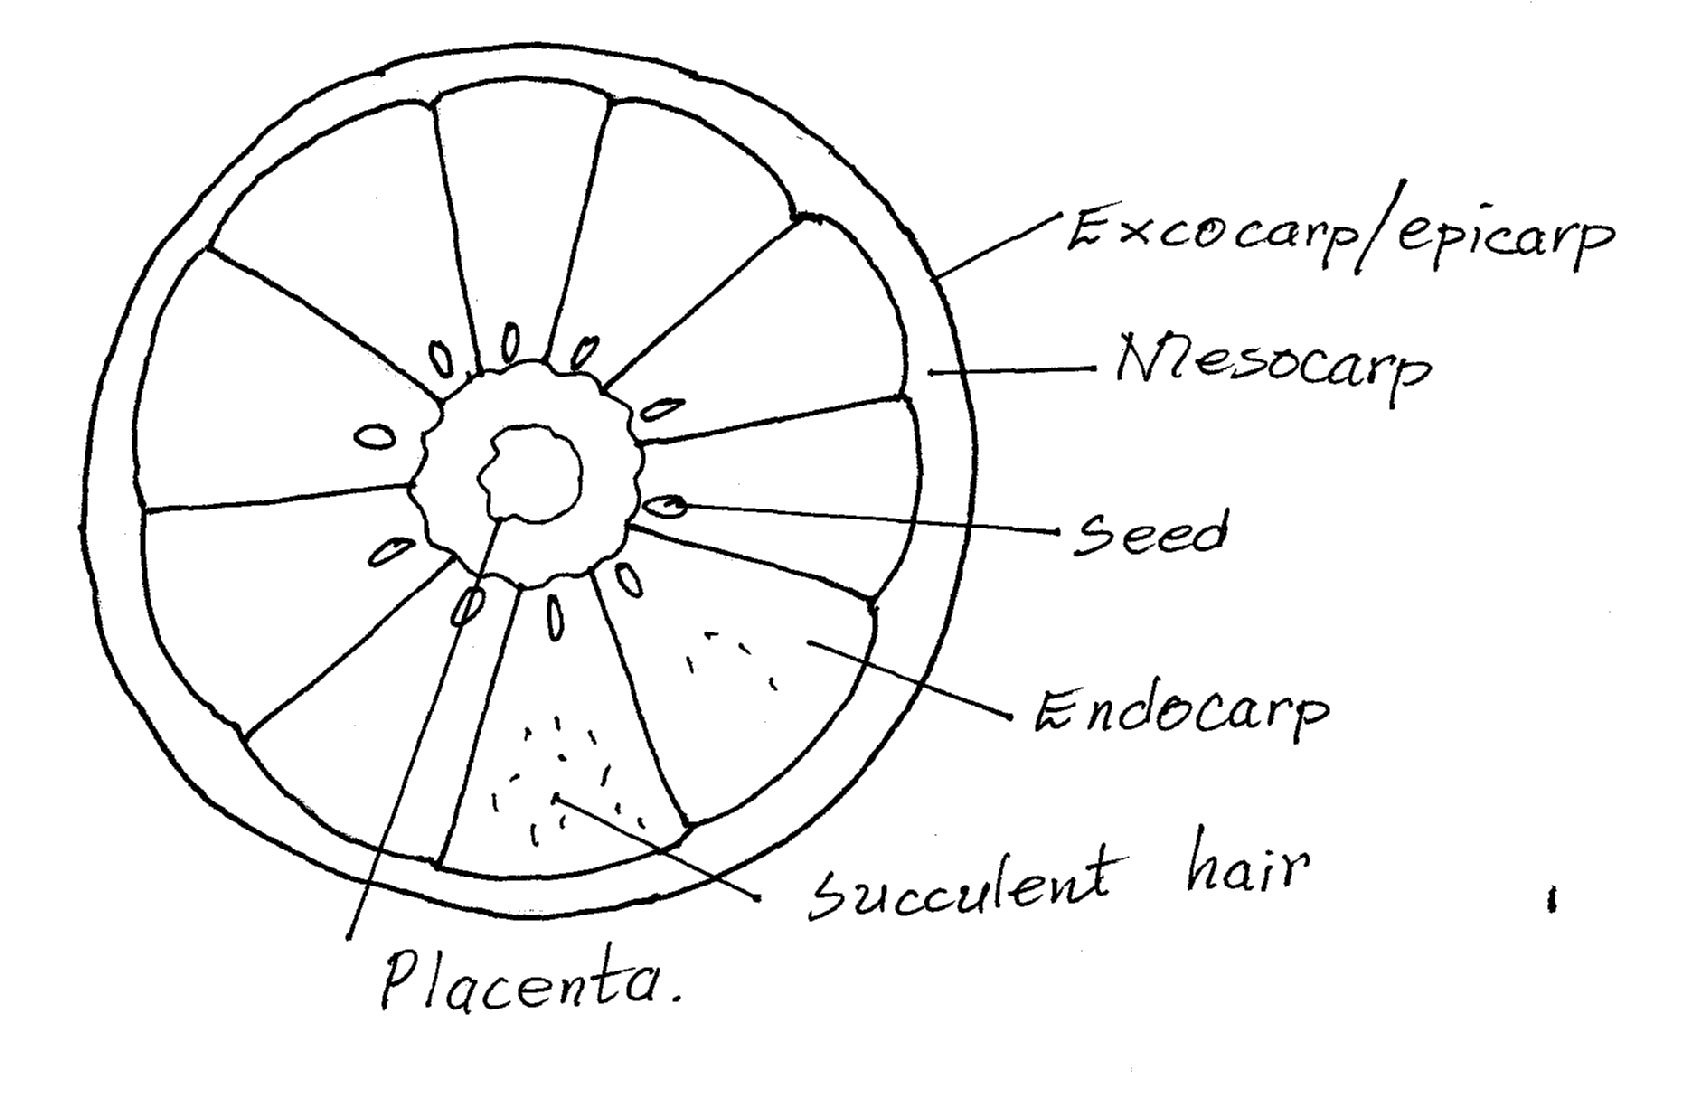 Excocarp/epicarp
Mesocarp
Seed
Endocarp
Succulent hair
Placenta.